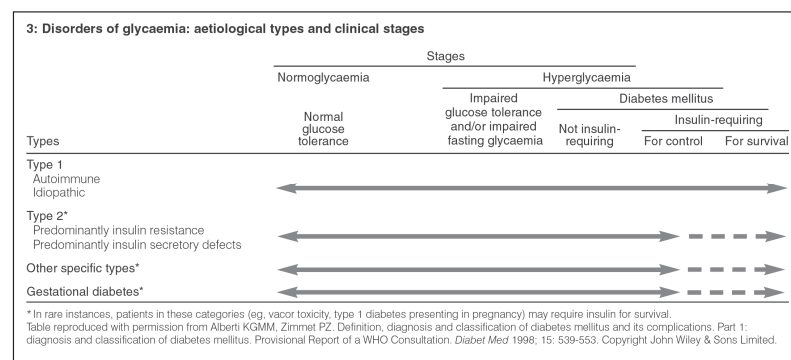 3: Disorders of glycaemia: aetiological types and clinical stages
Stages
Normoglycaemia
Hyperglycaemia
Normal
glucose
tolerance
Impaired
glucose tolerance
and/or impaired
fasting glycaemia
Diabetes mellitus
Not insulin-
requiring
Insulin-requiring
For control
For survival
Types
Type 1
Autoimmune
Idiopathic
Type 2*
Predominantly insulin resistance
Predominantly insulin secretory defects
Other specific types*
Gestational diabetes*
* In rare instances, patients in these categories (eg, vacor toxicity, type 1 diabetes presenting in pregnancy) may require insulin for survival.
Table reproduced with permission from Alberti KGMM, Zimmet PZ. Definition, diagnosis and classification of diabetes mellitus and its complications. Part 1:
diagnosis and classification of diabetes mellitus. Provisional Report of a WHO Consultation. Diabet Med 1998; 15: 539-553. Copyright John Wiley & Sons Limited.